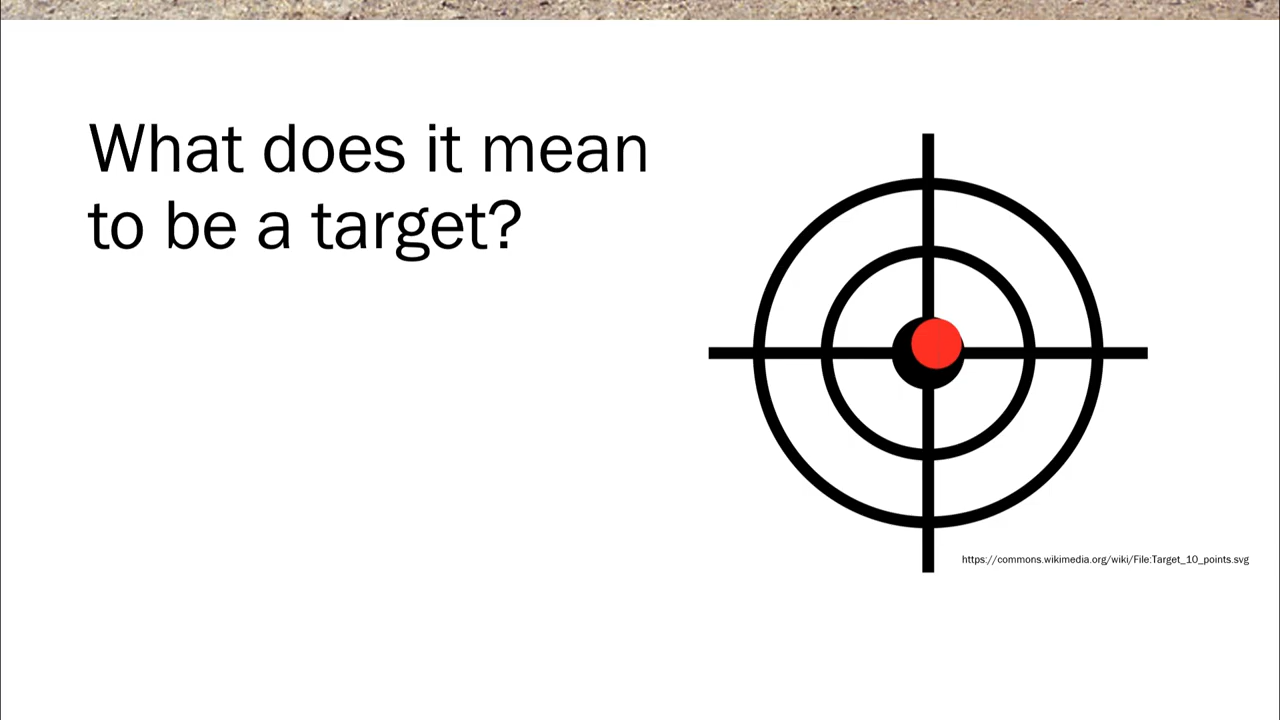 What does it mean
to be a target?
https://commons.wikimedia.org/wiki/File:Target_10_points.svg